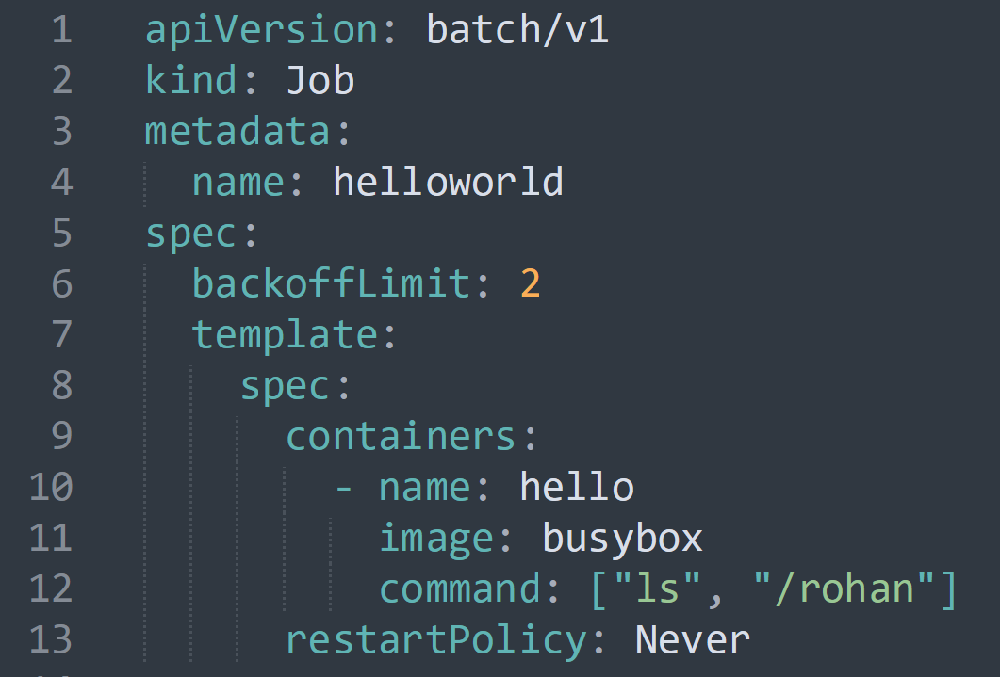 1 apiVersion: batch/v1
2 kind: Job
3 metadata:
4   name: helloworld
5 spec:
6   backoffLimit: 2
7   template:
8     spec:
9       containers:
10         - name: hello
11           image: busybox
12           command: ["ls", "/rohan"]
13       restartPolicy: Never